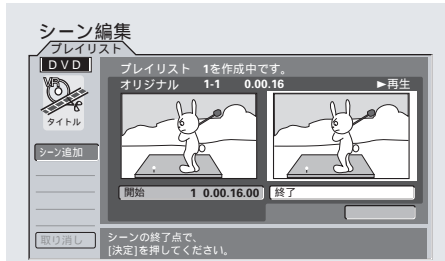 シーン編集
プレイリスト
DVD
VR
タイトル
シーン追加
取り消し
プレイリスト 1を作成中です。
オリジナル 1-1 0.00.16 ►再生
開始 1 0.00.16.00 終了
シーンの終了点で、
[決定]を押してください。